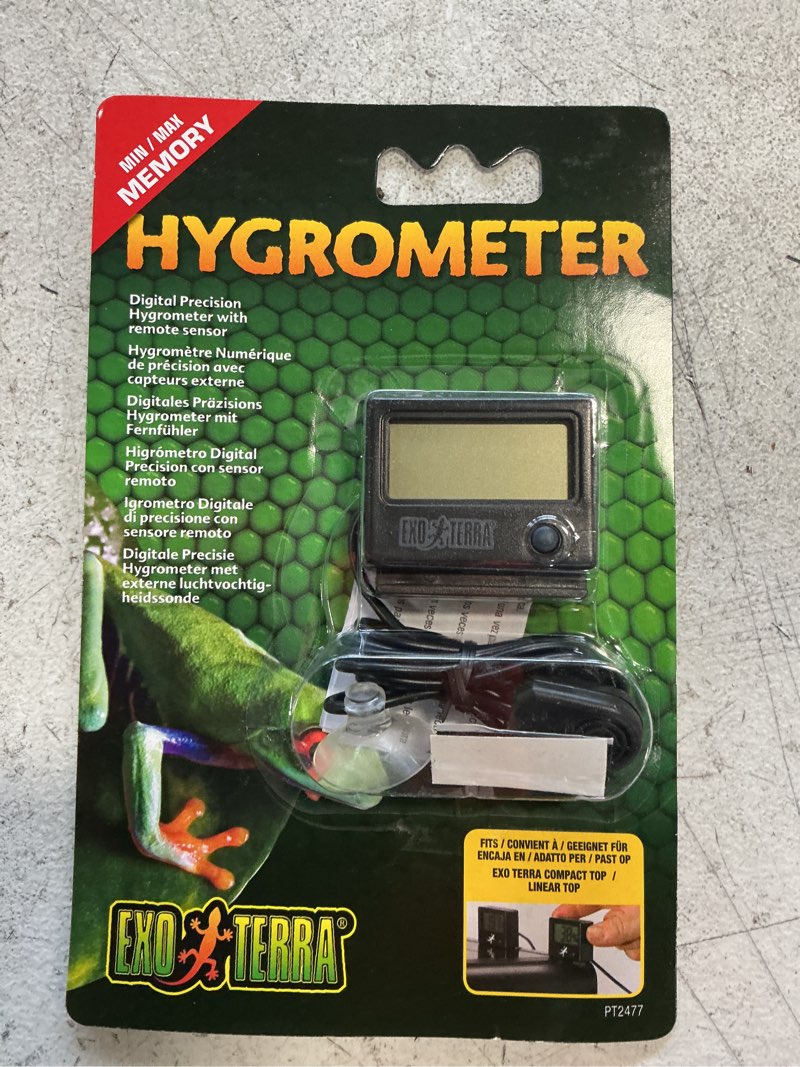 MIN / MAX
MEMORY
HYGROMETER
Digital Precision
Hygrometer with
remote sensor
Hygromètre Numérique
de précision avec
capteurs externe
Digitales Präzisions
Hygrometer mit
Fernfühler
Higrómetro Digital
Precision con sensor
remoto
Igrometro Digitale
di precisione con
sensore remoto
Digitale Precisie
Hygrometer met
externe luchtvochtig-
heidssonde
EXO TERRA
veces
FITS / CONVIENT À / GEEIGNET FÜR
ENCAJA EN / ADATTO PER / PAST OP
EXO TERRA COMPACT TOP /
LINEAR TOP
EXO TERRA®
PT2477